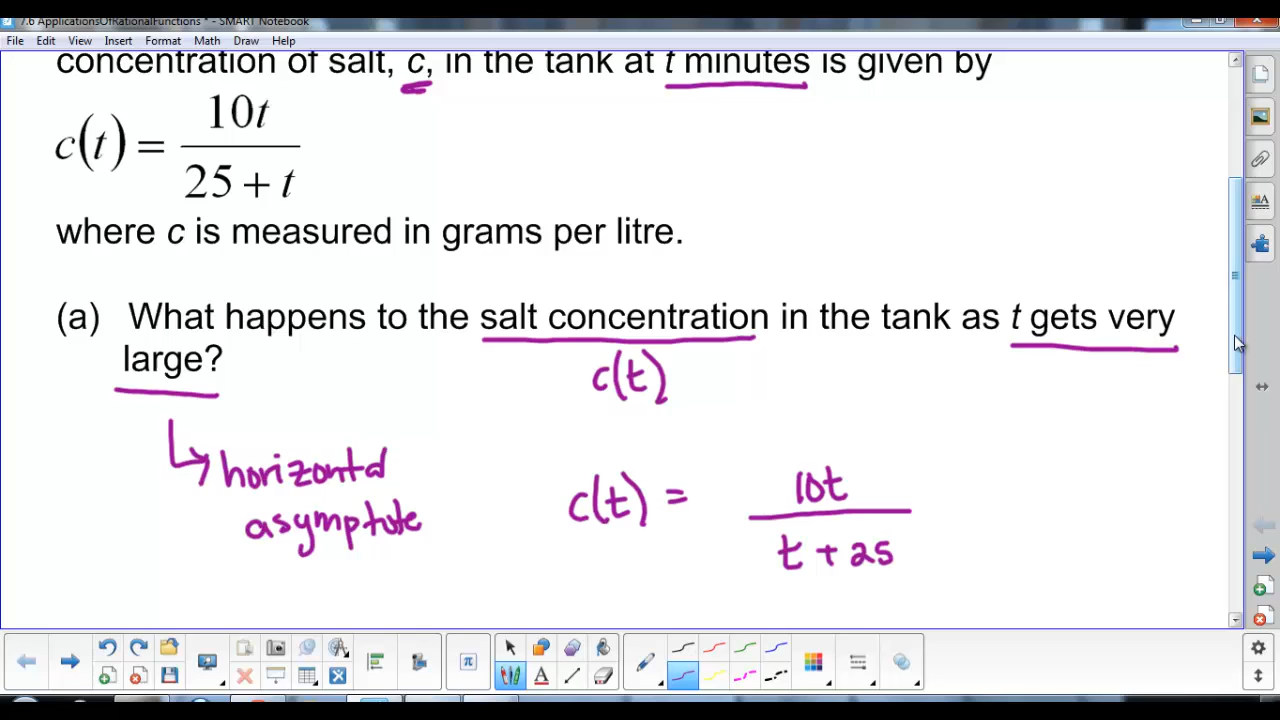 7.6 ApplicationsOfRationalFunctions * - SMART Notebook
File Edit View Insert Format Math Draw Help
concentration of salt, c, in the tank at t minutes is given by
c(t) = 10t / 25 + t
where c is measured in grams per litre.
(a) What happens to the salt concentration in the tank as t gets very
large?
c(t)
horizontal
asymptote
c(t) = 10t / t + 25